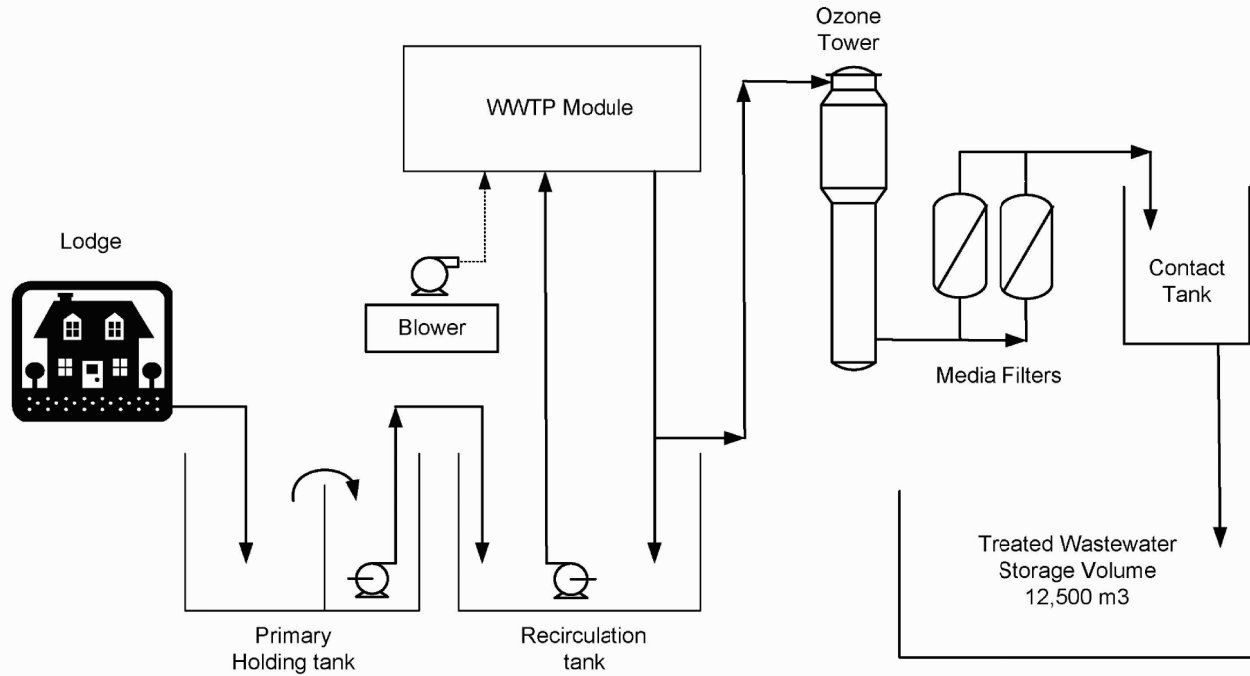 Ozone
Tower
WWTP Module
Lodge
Contact
Tank
Blower
Media Filters
Treated Wastewater
Storage Volume
12,500 m3
Primary
Holding tank
Recirculation
tank